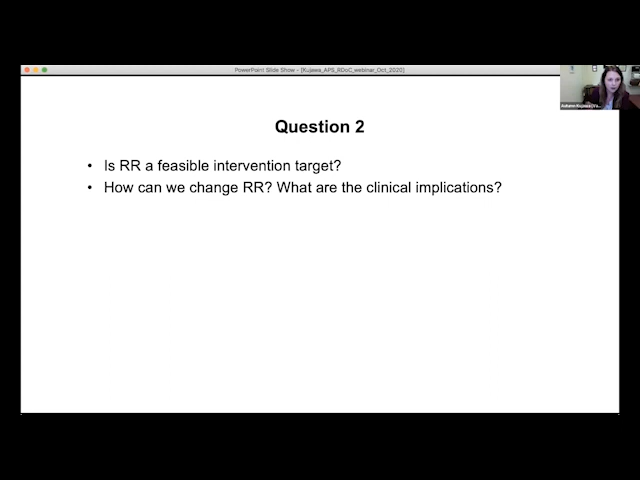 PowerPoint Slide Show - [Kujawa_APS_RDoC_webinar_Oct_2020]
Question 2
• Is RR a feasible intervention target?
• How can we change RR? What are the clinical implications?